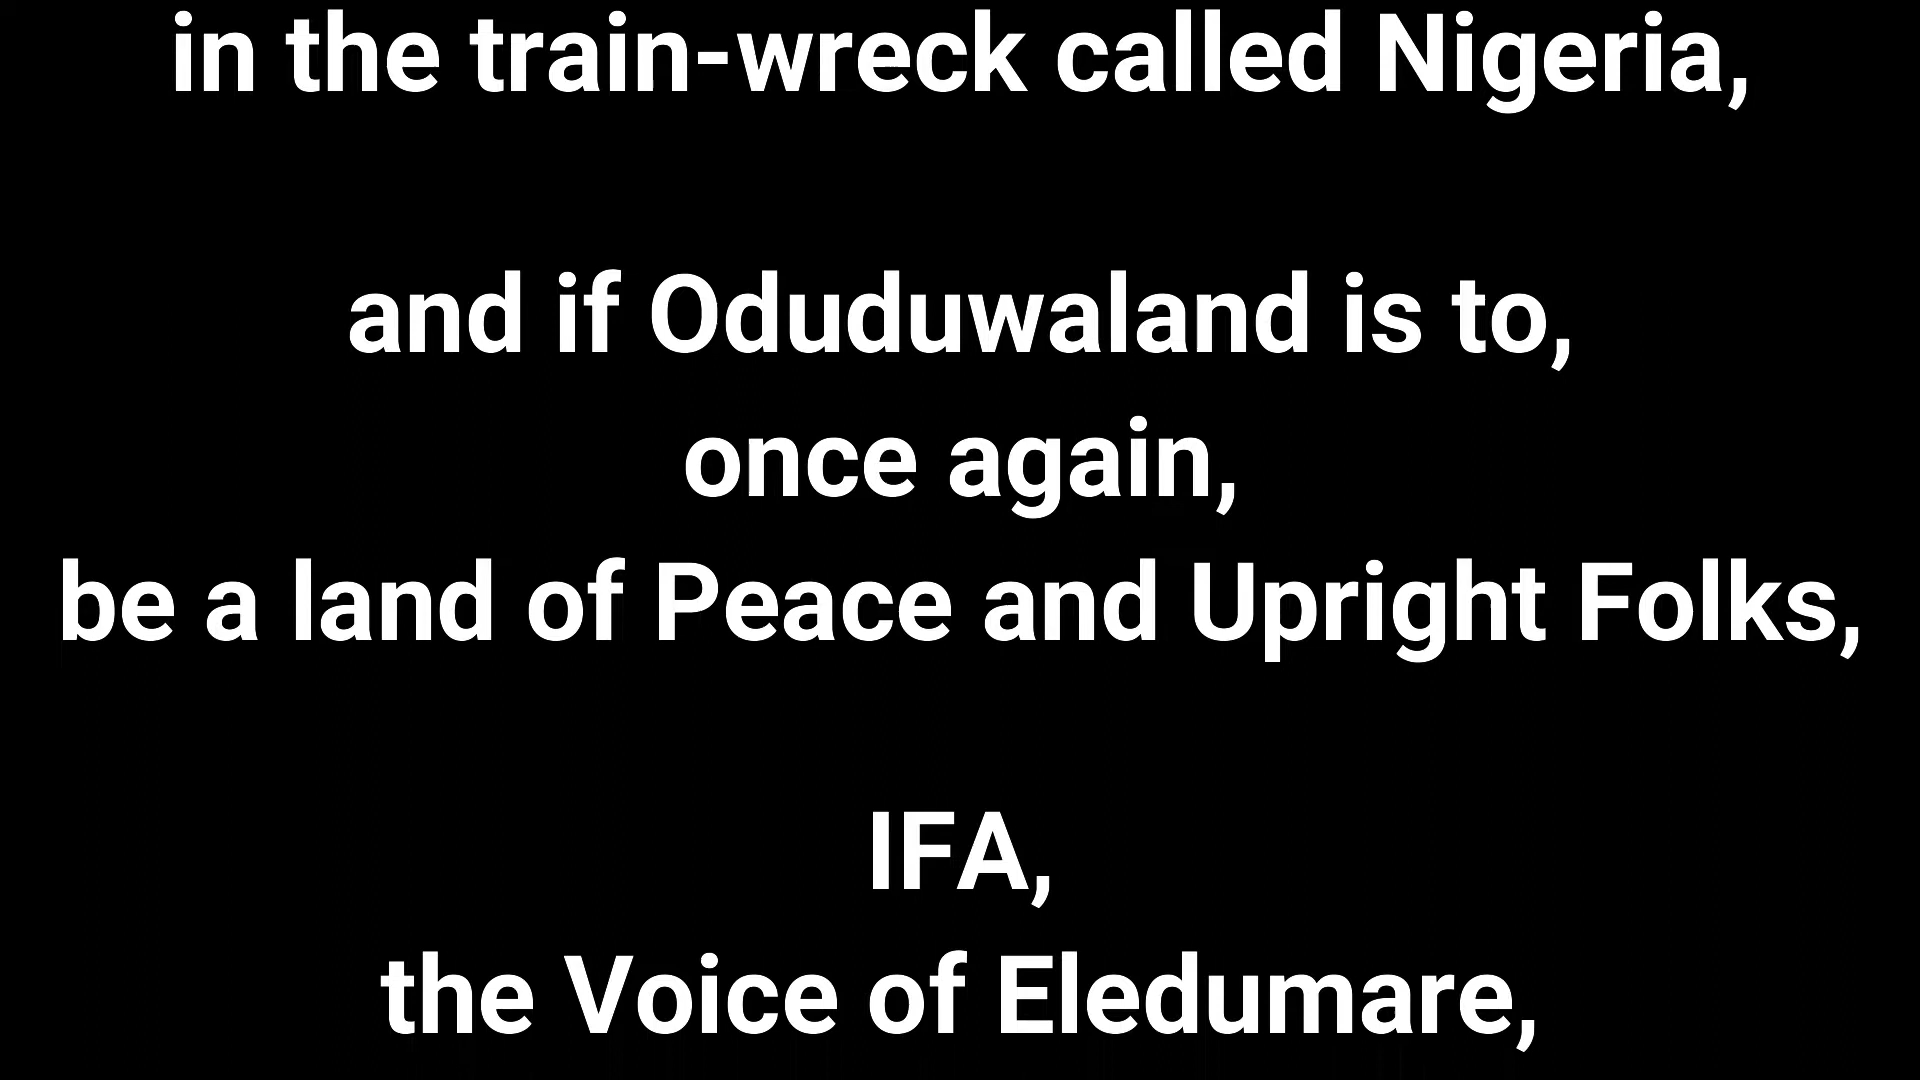 in the train-wreck called Nigeria,
and if Oduduwaland is to,
once again,
be a land of Peace and Upright Folks,
IFA,
the Voice of Eledumare,